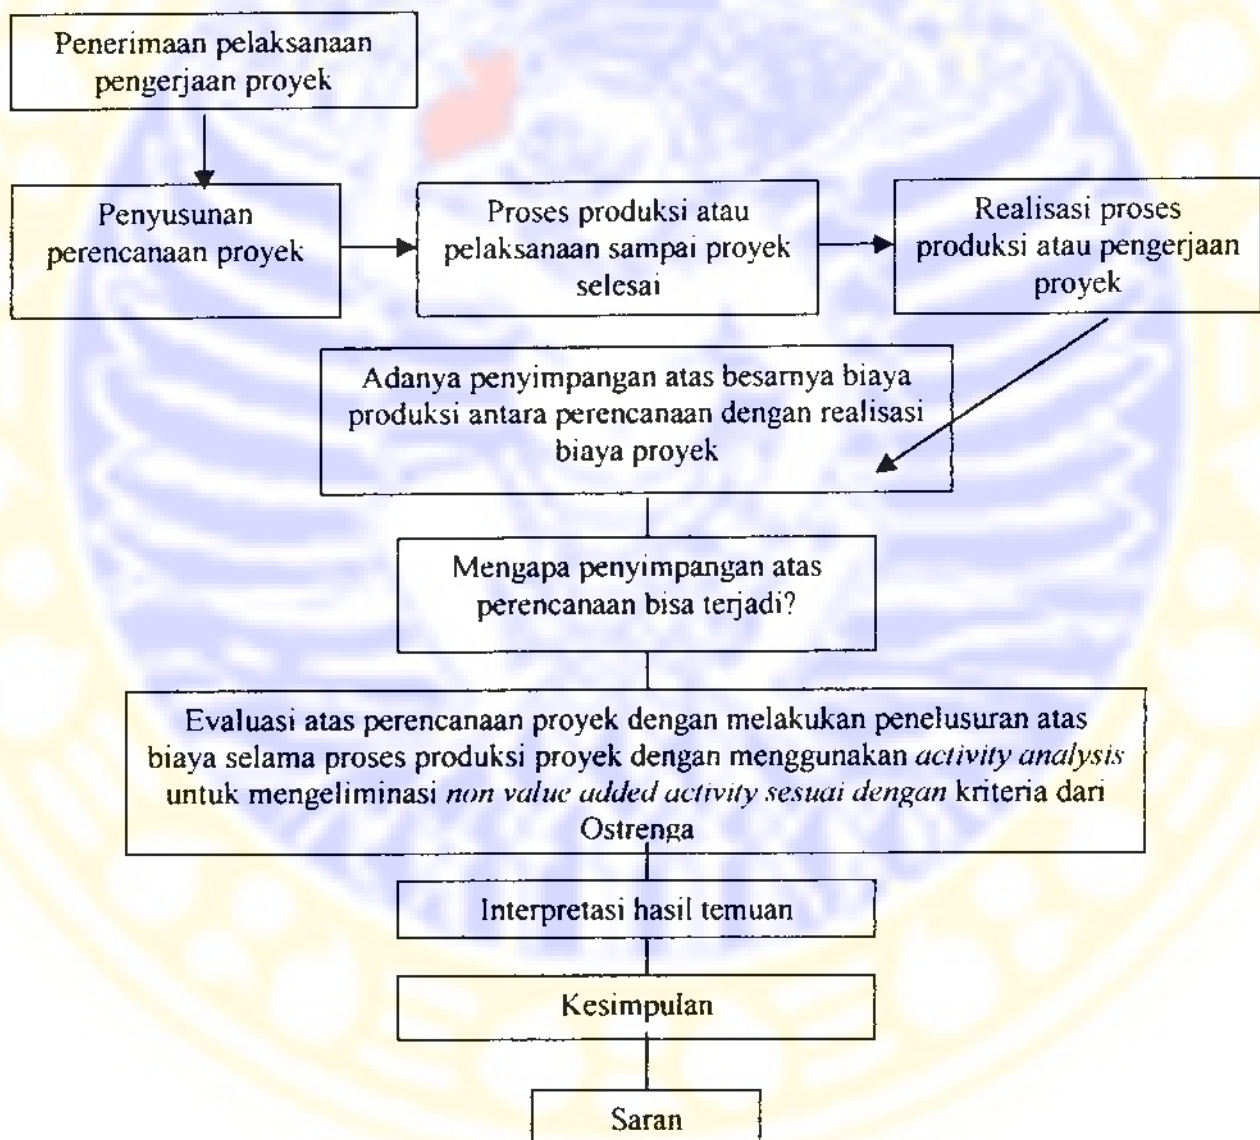 Penerimaan pelaksanaan
pengerjaan proyek
Penyusunan
perencanaan proyek
Proses produksi atau
pelaksanaan sampai proyek
selesai
Realisasi proses
produksi atau pengerjaan
proyek
Adanya penyimpangan atas besarnya biaya
produksi antara perencanaan dengan realisasi
biaya proyek
Mengapa penyimpangan atas
perencanaan bisa terjadi?
Evaluasi atas perencanaan proyek dengan melakukan penelusuran atas
biaya selama proses produksi proyek dengan menggunakan activity analysis
untuk mengeliminasi non value added activity sesuai dengan kriteria dari
Ostrenga
Interpretasi hasil temuan
Kesimpulan
Saran